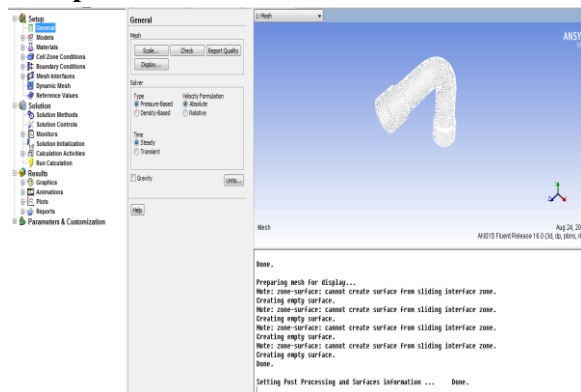 Setup
General
Models
Materials
Cell Zone Conditions
Boundary Conditions
Mesh Interfaces
Dynamic Mesh
Reference Values
Solution
Solution Methods
Solution Controls
Monitors
Solution Initialization
Calculation Activities
Run Calculation
Results
Graphics
Animations
Plots
Reports
Parameters & Customization
General
Mesh
Scale... Check Report Quality
Display...
Solver
Type Velocity Formulation
Pressure-Based Absolute
Density-Based Relative
Time
Steady
Transient
Gravity Units...
Help
1: Mesh
ANSY
Mesh Aug 24, 20
ANSYS Fluent Release 16.0 (3d, dp, pbns, rk
Done.
Preparing mesh for display...
Note: zone-surface: cannot create surface from sliding interface zone.
Creating empty surface.
Note: zone-surface: cannot create surface from sliding interface zone.
Creating empty surface.
Note: zone-surface: cannot create surface from sliding interface zone.
Creating empty surface.
Note: zone-surface: cannot create surface from sliding interface zone.
Creating empty surface.
Done.
Setting Post Processing and Surfaces information ... Done.